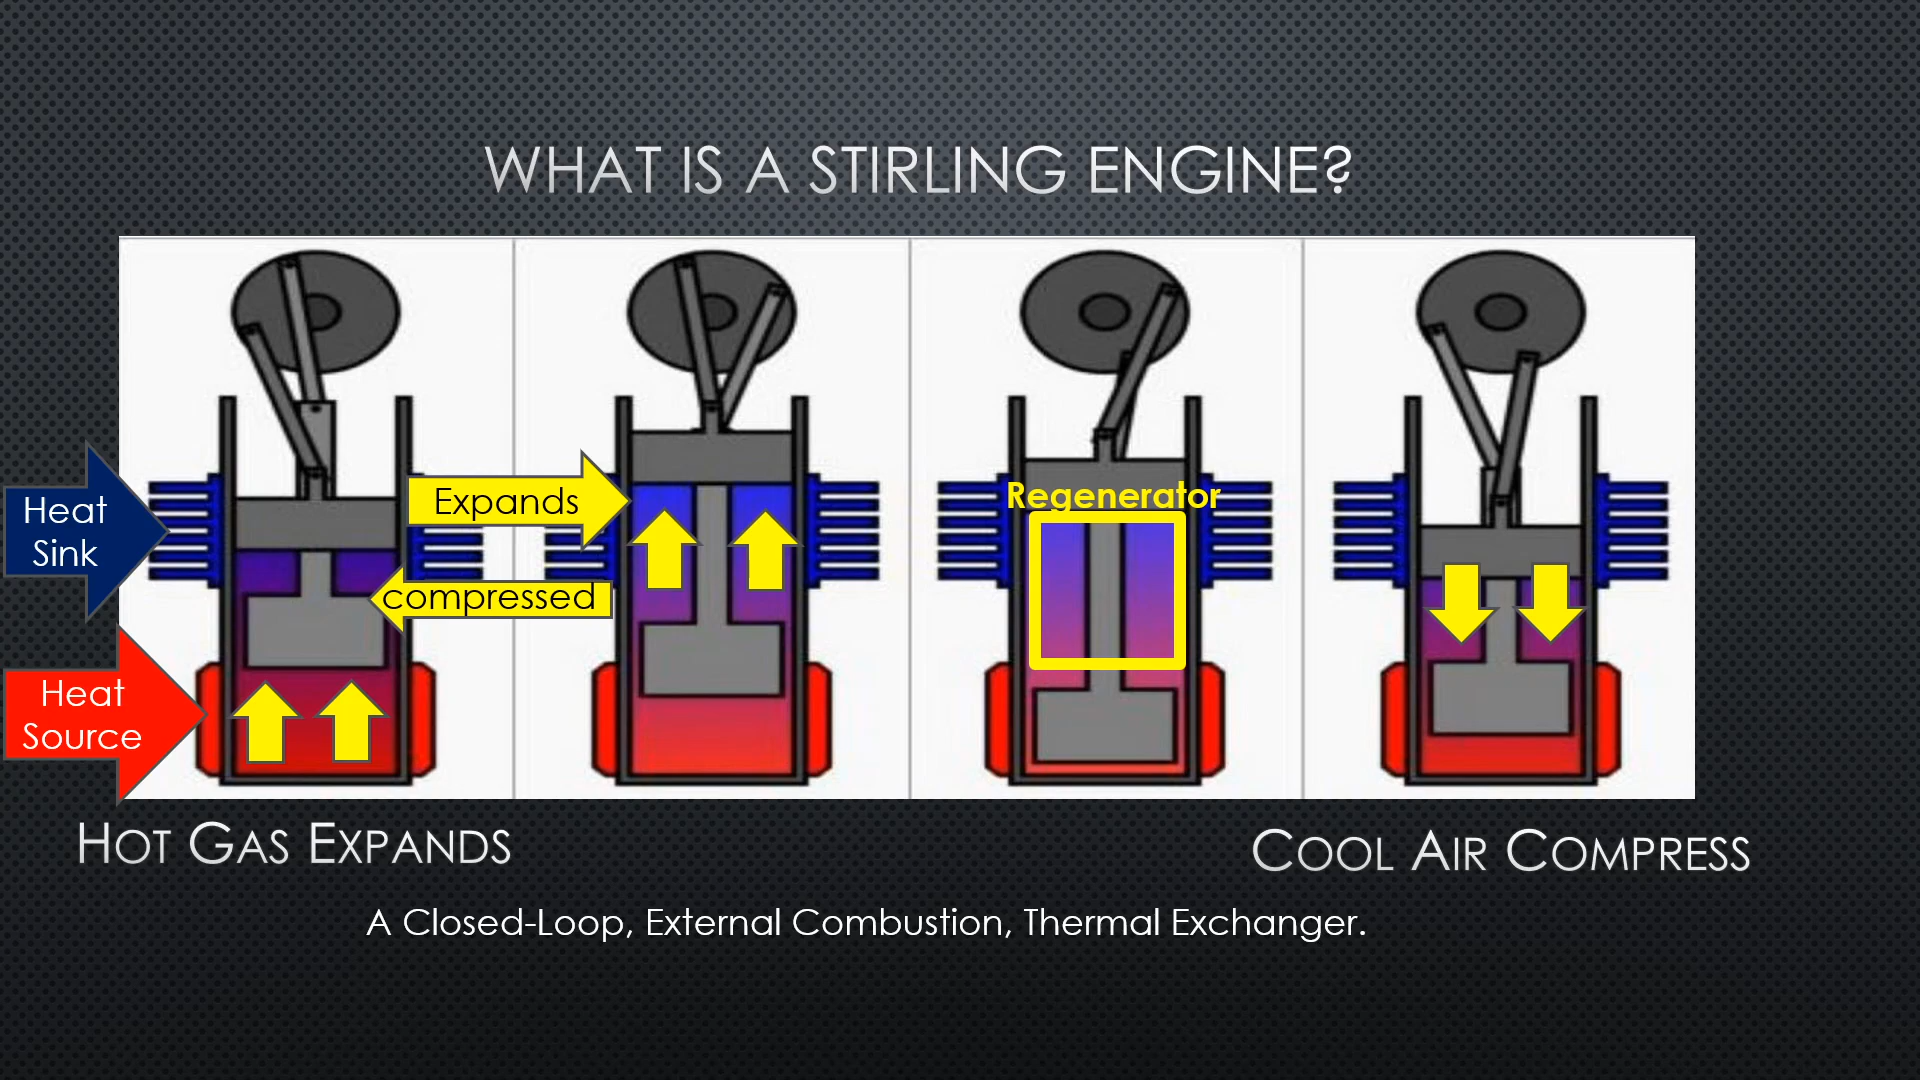 WHAT IS A STIRLING ENGINE?
Heat
Sink
Expands
compressed
Regenerator
Heat
Source
HOT GAS EXPANDS
COOL AIR COMPRESS
A Closed-Loop, External Combustion, Thermal Exchanger.